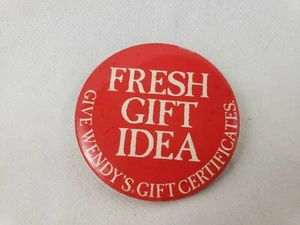 FRESH
GIFT
IDEA
GIVE WENDY'S GIFT CERTIFICATES.